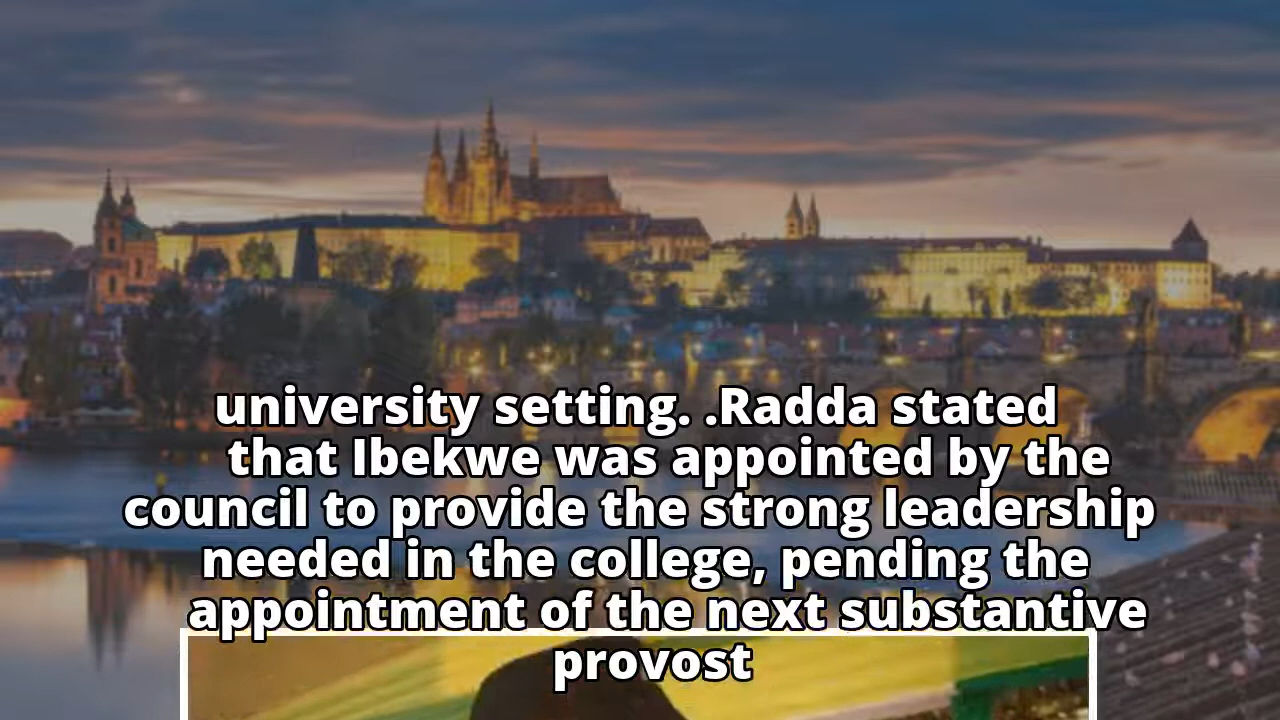 university setting. .Radda stated
that Ibekwe was appointed by the
council to provide the strong leadership
needed in the college, pending the
appointment of the next substantive
provost